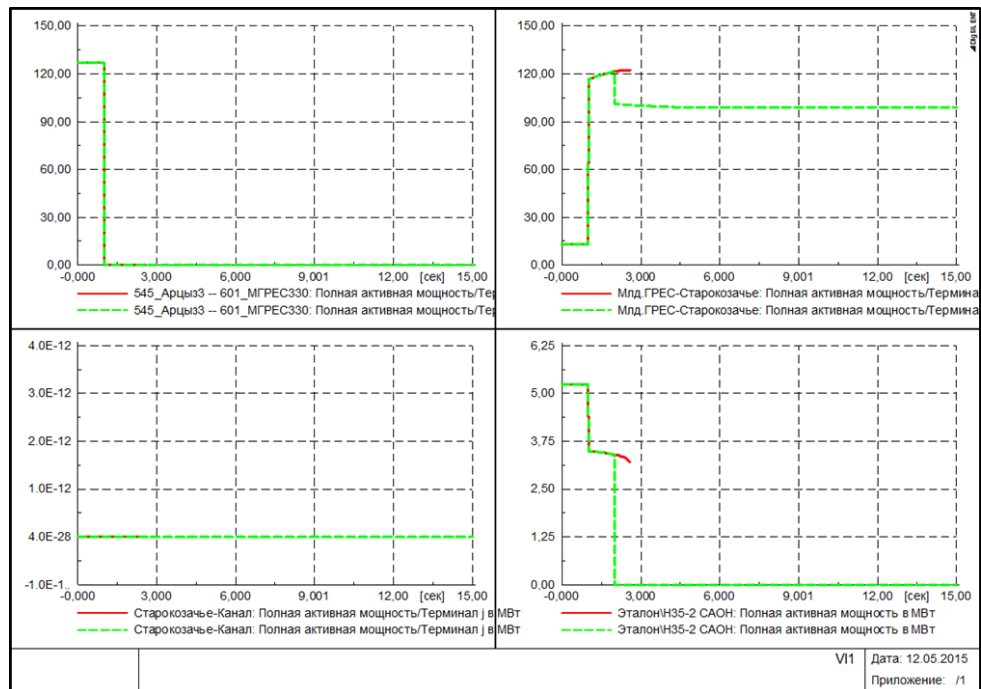 DIgSILENT
150,00
120,00
90,00
60,00
30,00
0,00
-0,000 3,000 6,000 9,001 12,00 [сек] 15,00
545_Арцыз3 -- 601_МГРЕС330: Полная активная мощность/Тер
545_Арцыз3 -- 601_МГРЕС330: Полная активная мощность/Тер
150,00
120,00
90,00
60,00
30,00
0,00
-0,000 3,000 6,000 9,001 12,00 [сек] 15,00
Млд.ГРЕС-Старокозачье: Полная активная мощность/Термина
Млд.ГРЕС-Старокозачье: Полная активная мощность/Термина
4.0E-12
3.0E-12
2.0E-12
1.0E-12
4.0E-28
-1.0E-1
-0,000 3,000 6,000 9,001 12,00 [сек] 15,00
Старокозачье-Канал: Полная активная мощность/Терминал j в МВт
Старокозачье-Канал: Полная активная мощность/Терминал j в МВт
6,25
5,00
3,75
2,50
1,25
0,00
-0,000 3,000 6,000 9,001 12,00 [сек] 15,00
Эталон\Н35-2 САОН: Полная активная мощность в МВт
Эталон\Н35-2 САОН: Полная активная мощность в МВт
VI1
Дата: 12.05.2015
Приложение: /1